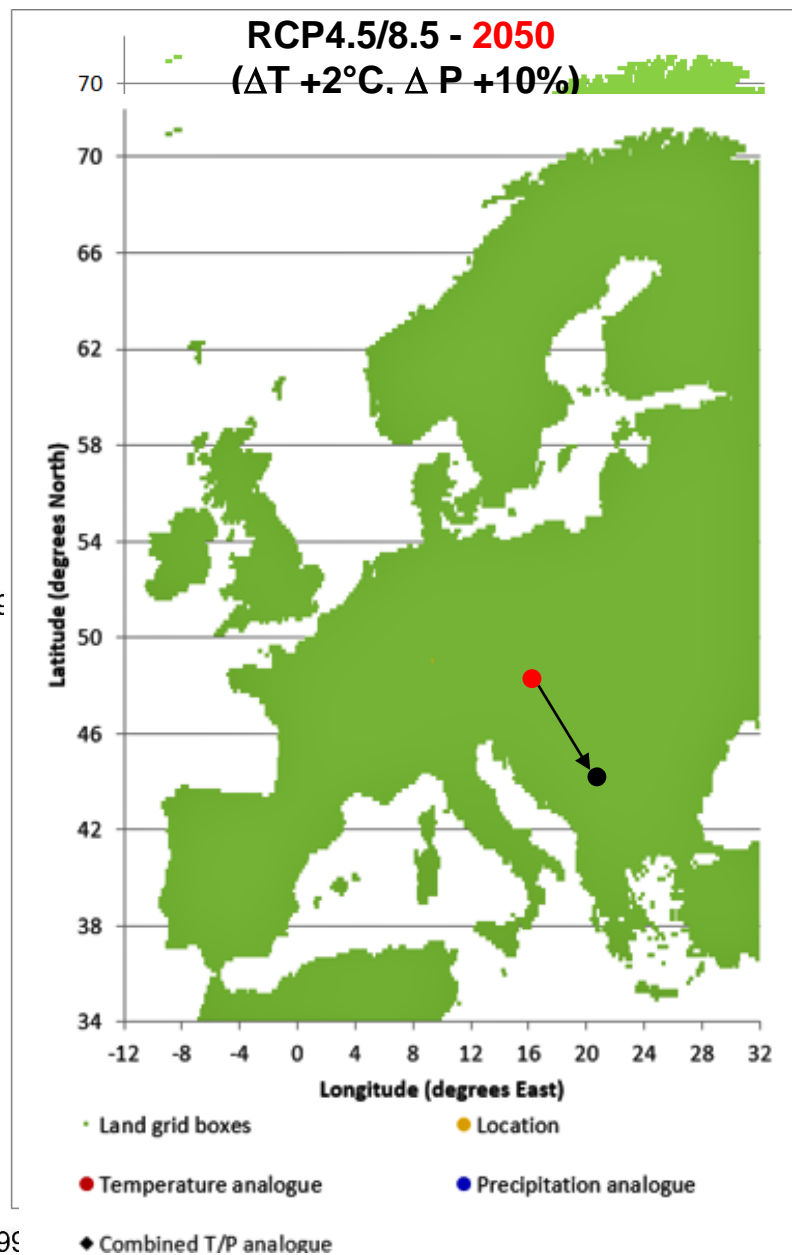 RCP4.5/8.5 - 2050
(ΔT +2°C, Δ P +10%)
70
70
66
62
58
54
50
46
42
38
34
Latitude (degrees North)
-12 -8 -4 0 4 8 12 16 20 24 28 32
Longitude (degrees East)
Land grid boxes
Location
Temperature analogue
Precipitation analogue
Combined T/P analogue